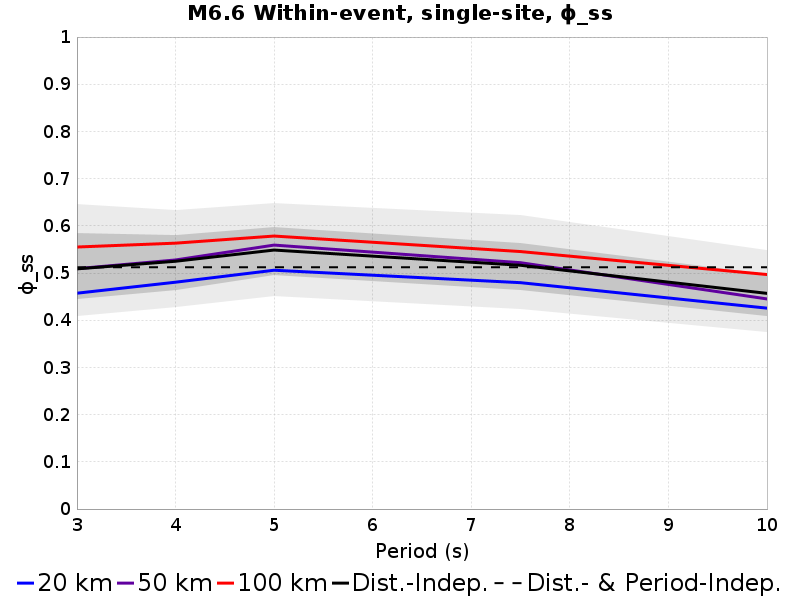 M6.6 Within-event, single-site, ϕ_ss
1
0.9
0.8
0.7
0.6
0.5
0.4
0.3
0.2
0.1
0
ϕ_ss
3 4 5 6 7 8 9 10
Period (s)
20 km 50 km 100 km Dist.-Indep. Dist.- & Period-Indep.